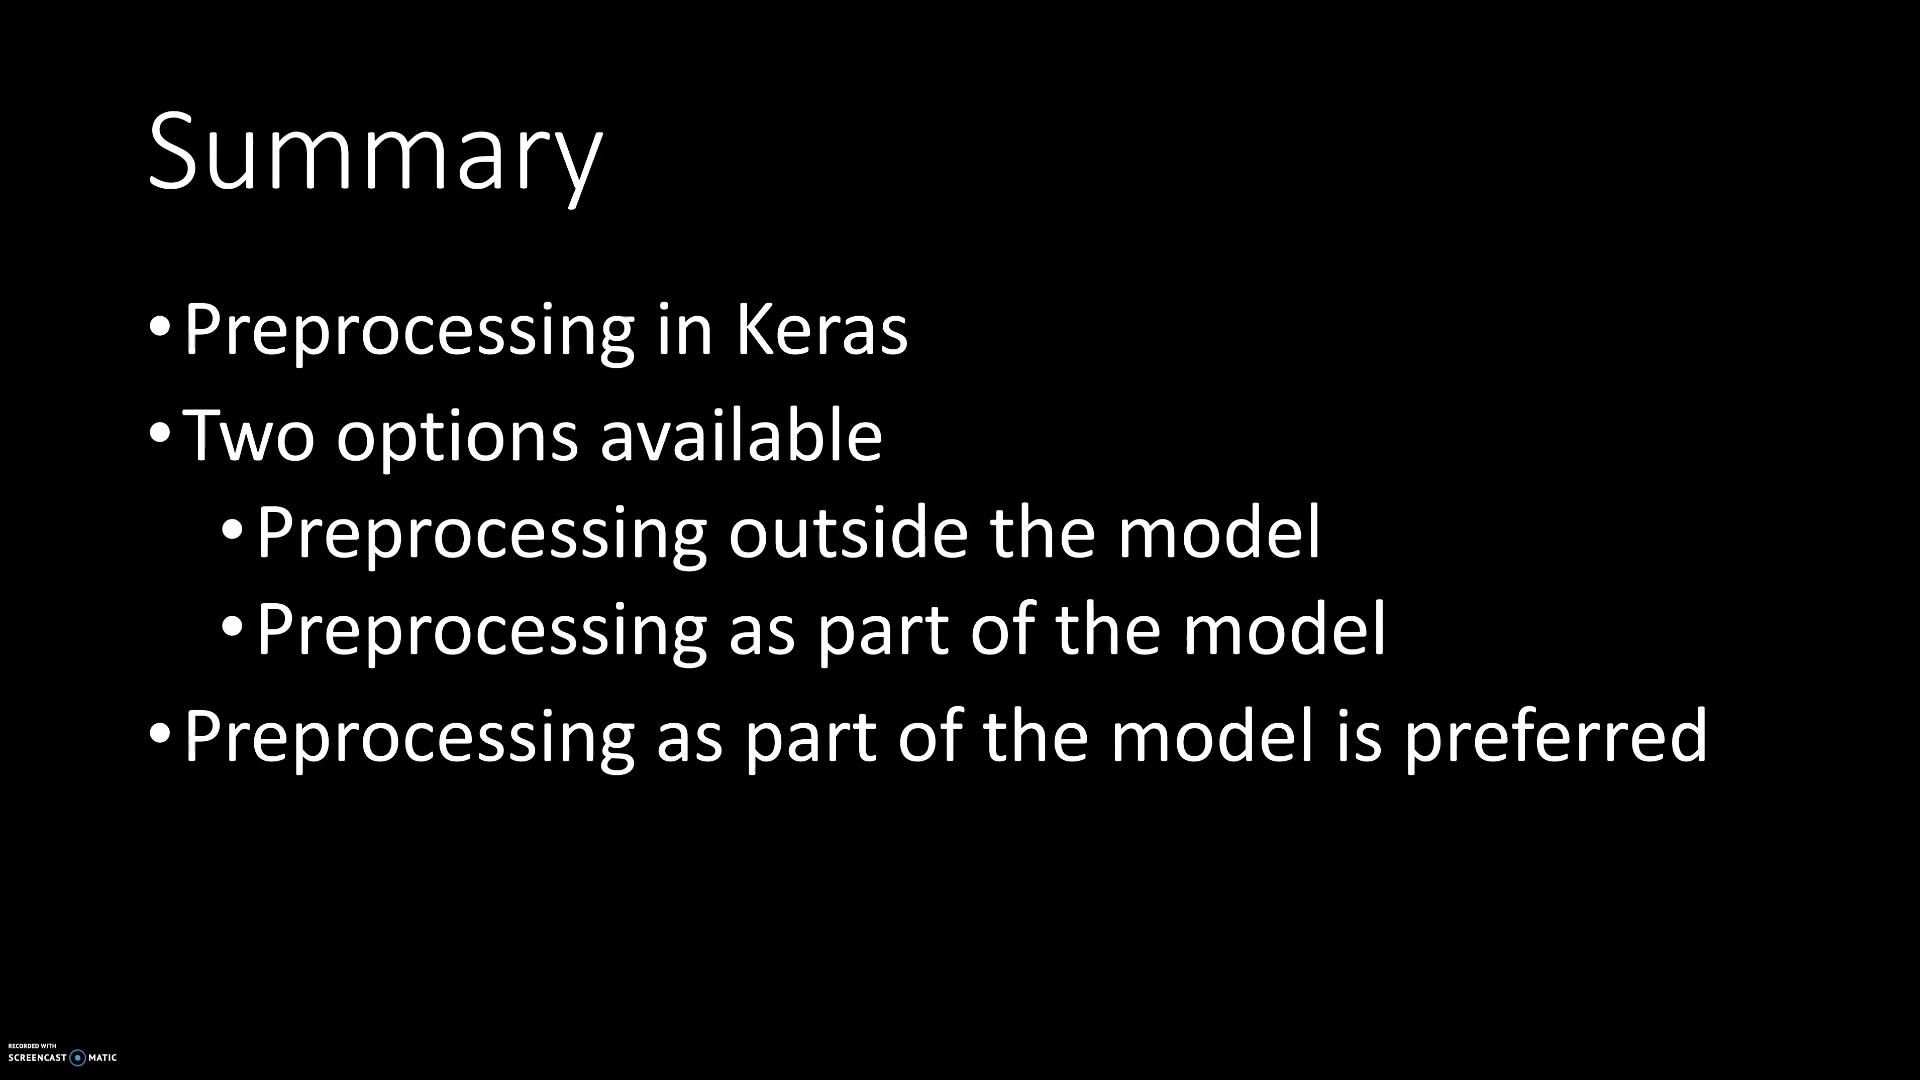 Summary
•Preprocessing in Keras
•Two options available
•Preprocessing outside the model
•Preprocessing as part of the model
•Preprocessing as part of the model is preferred
RECORDED WITH
SCREENCAST MATIC